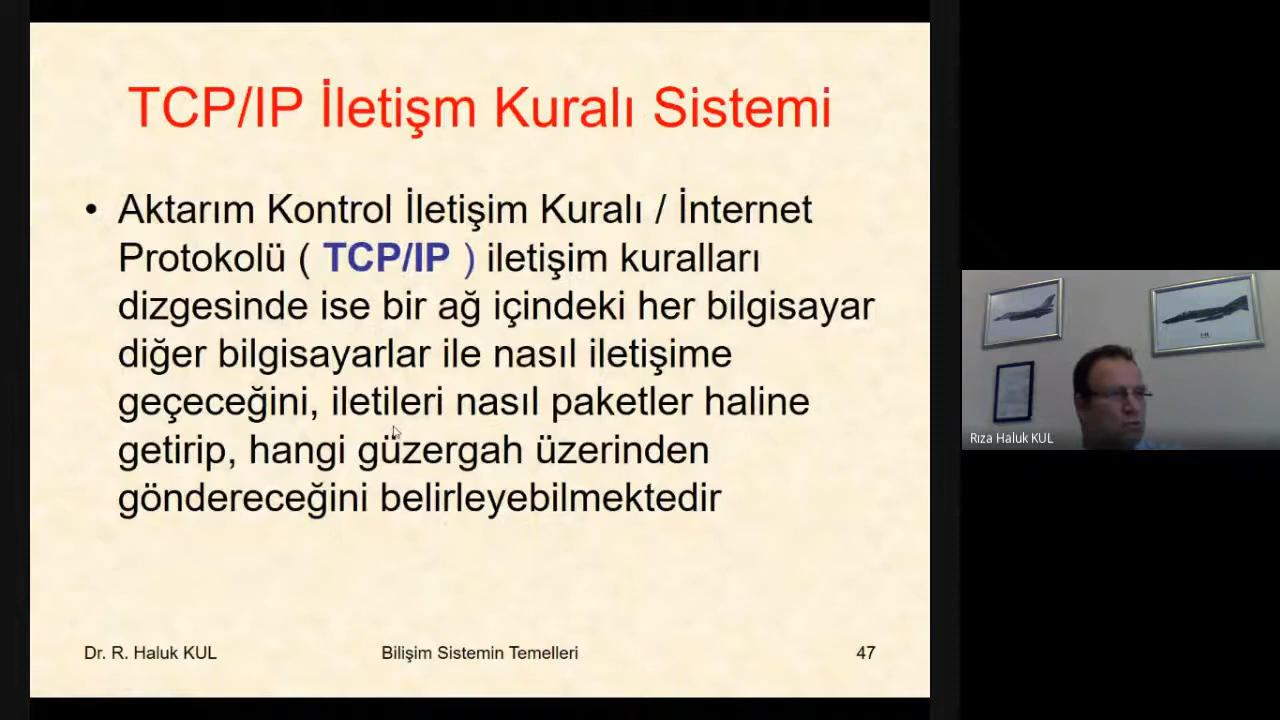 TCP/IP İletişm Kuralı Sistemi
• Aktarım Kontrol İletişim Kuralı / İnternet
Protokolü ( TCP/IP ) iletişim kuralları
dizgesinde ise bir ağ içindeki her bilgisayar
diğer bilgisayarlar ile nasıl iletişime
geçeceğini, iletileri nasıl paketler haline
getirip, hangi güzergah üzerinden
göndereceğini belirleyebilmektedir
Dr. R. Haluk KUL
Bilişim Sistemin Temelleri
47
Rıza Haluk KUL